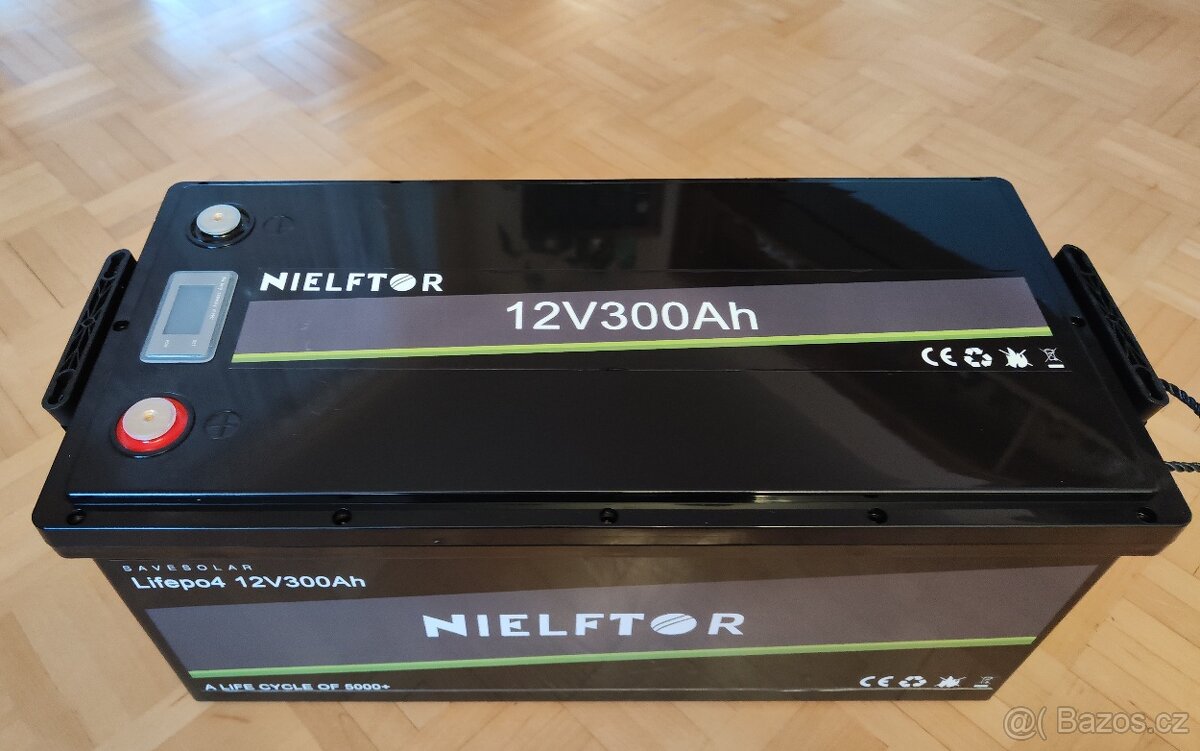 NIELFTOR
12V300Ah
CE
SAVESOLAR
Lifepo4 12V300Ah
NIELFTOR
A LIFE CYCLE OF 5000+
CE
@( Bazos.cz